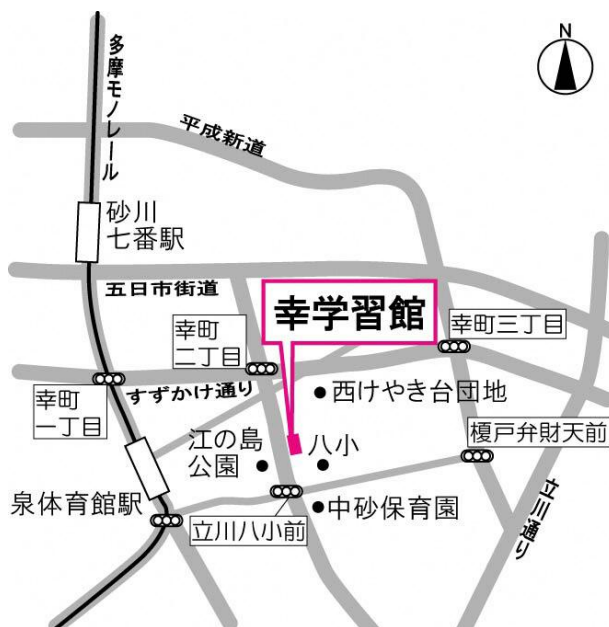 N
多摩モノレール
平成新道
砂川
七番駅
五日市街道
幸学習館
幸町
二丁目
幸町三丁目
すずかけ通り
幸町
一丁目
西けやき台団地
江の島
公園
八小
榎戸弁財天前
泉体育館駅
立川八小前
中砂保育園
立川通り